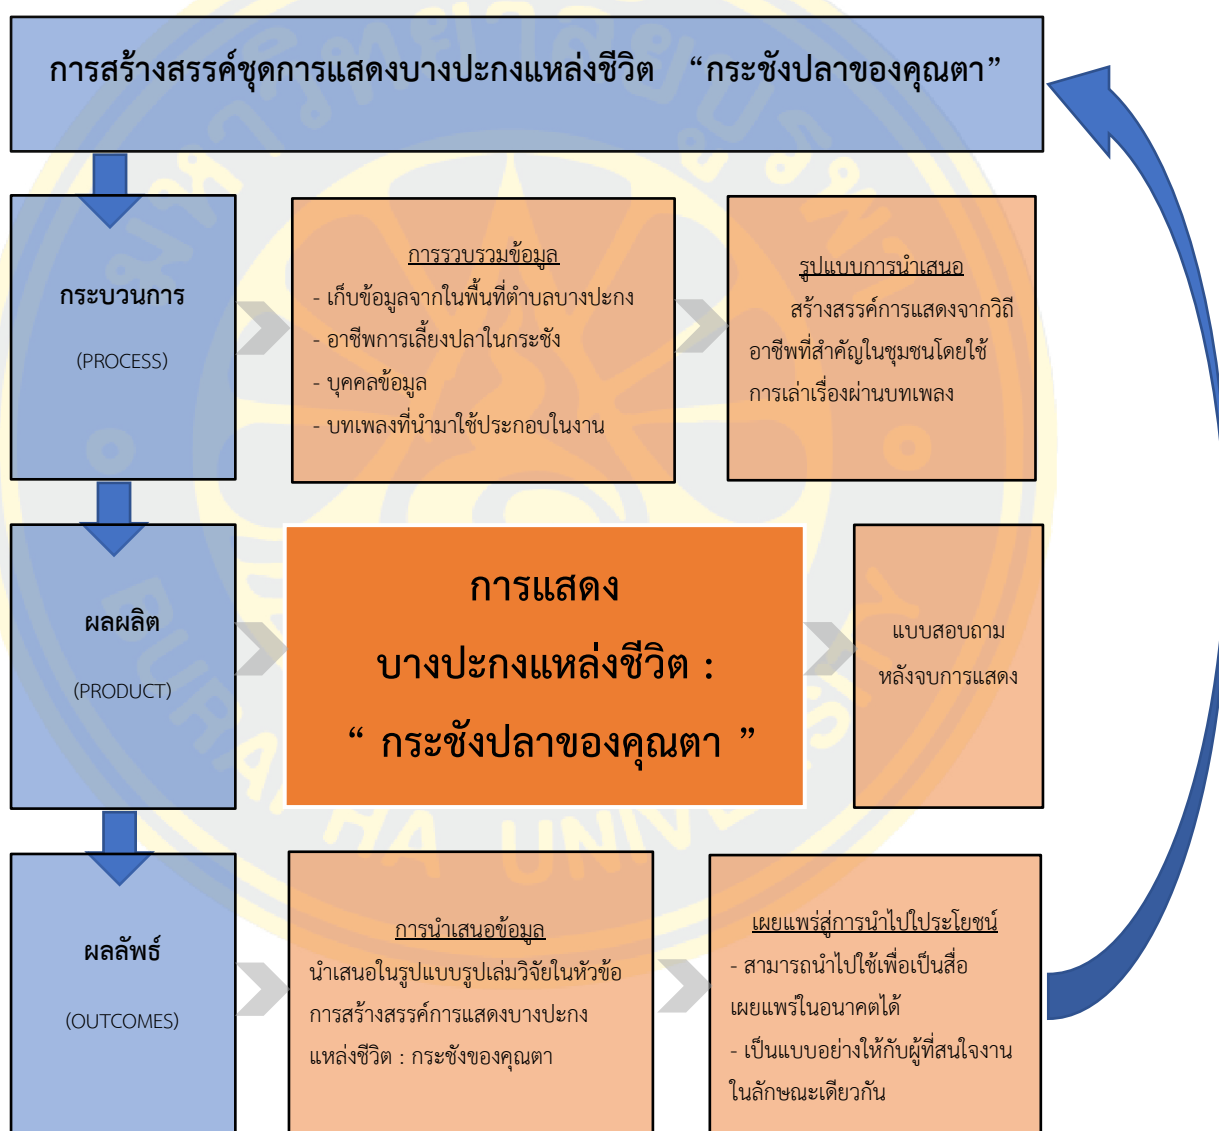 การสร้างสรรค์ชุดการแสดงบางปะกงแหล่งชีวิต “กระชังปลาของคุณตา”
กระบวนการ
(PROCESS)
การรวบรวมข้อมูล
- เก็บข้อมูลจากในพื้นที่ตำบลบางปะกง
- อาชีพการเลี้ยงปลาในกระชัง
- บุคคลข้อมูล
- บทเพลงที่นำมาใช้ประกอบในงาน
รูปแบบการนำเสนอ
สร้างสรรค์การแสดงจากวิถี
อาชีพที่สำคัญในชุมชนโดยใช้
การเล่าเรื่องผ่านบทเพลง
ผลผลิต
(PRODUCT)
การแสดง
บางปะกงแหล่งชีวิต :
“ กระชังปลาของคุณตา ”
แบบสอบถาม
หลังจบการแสดง
ผลลัพธ์
(OUTCOMES)
การนำเสนอข้อมูล
นำเสนอในรูปแบบรูปเล่มวิจัยในหัวข้อ
การสร้างสรรค์การแสดงบางปะกง
แหล่งชีวิต : กระชังของคุณตา
เผยแพร่สู่การนำไปใประโยชน์
- สามารถนำไปใช้เพื่อเป็นสื่อ
เผยแพร่ในอนาคตได้
- เป็นแบบอย่างให้กับผู้ที่สนใจงาน
ในลักษณะเดียวกัน
มหาวิทยาลัยบูรพา
BURAPHA UNIVERSITY